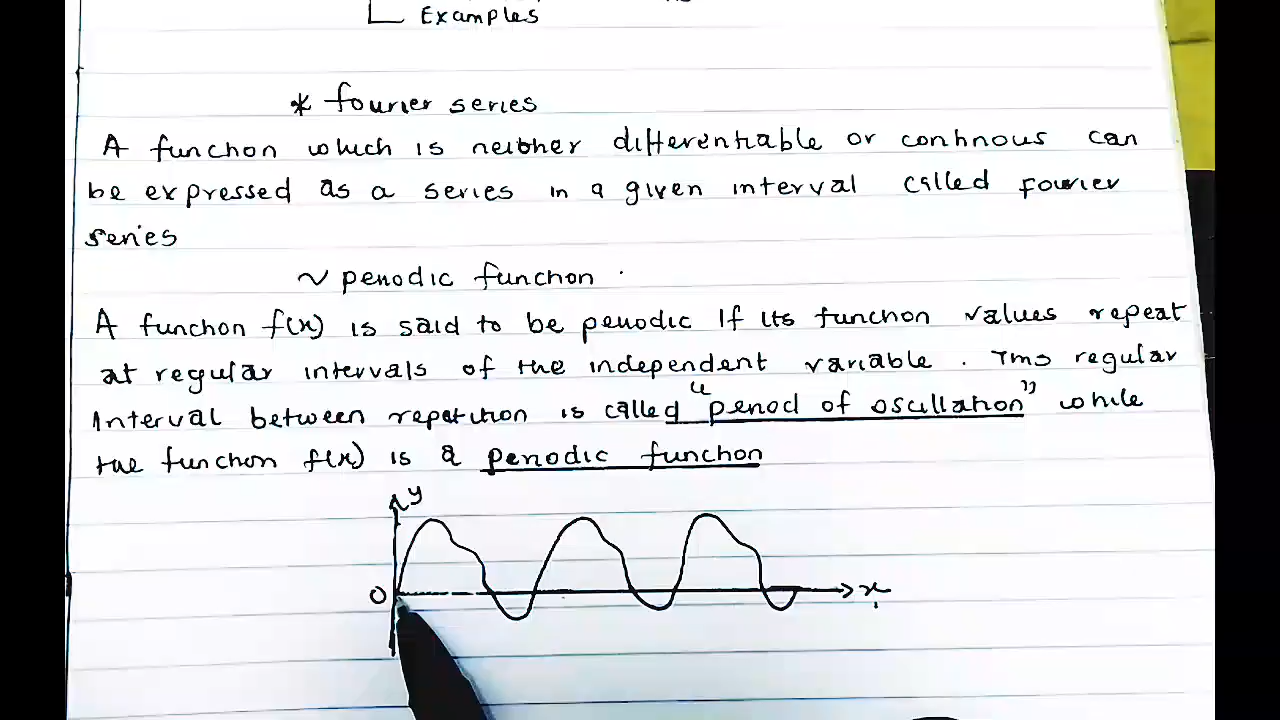 Examples
* fourier series
A function which is neither differentiable or continous can
be expressed as a series in a given interval called fourier
series
~ periodic function
A function f(x) is said to be periodic if its function values repeat
at regular intervals of the independent variable. This regular
Interval between repatition is called "period of oscillation" while
the function f(x) is a periodic function
y
0
x